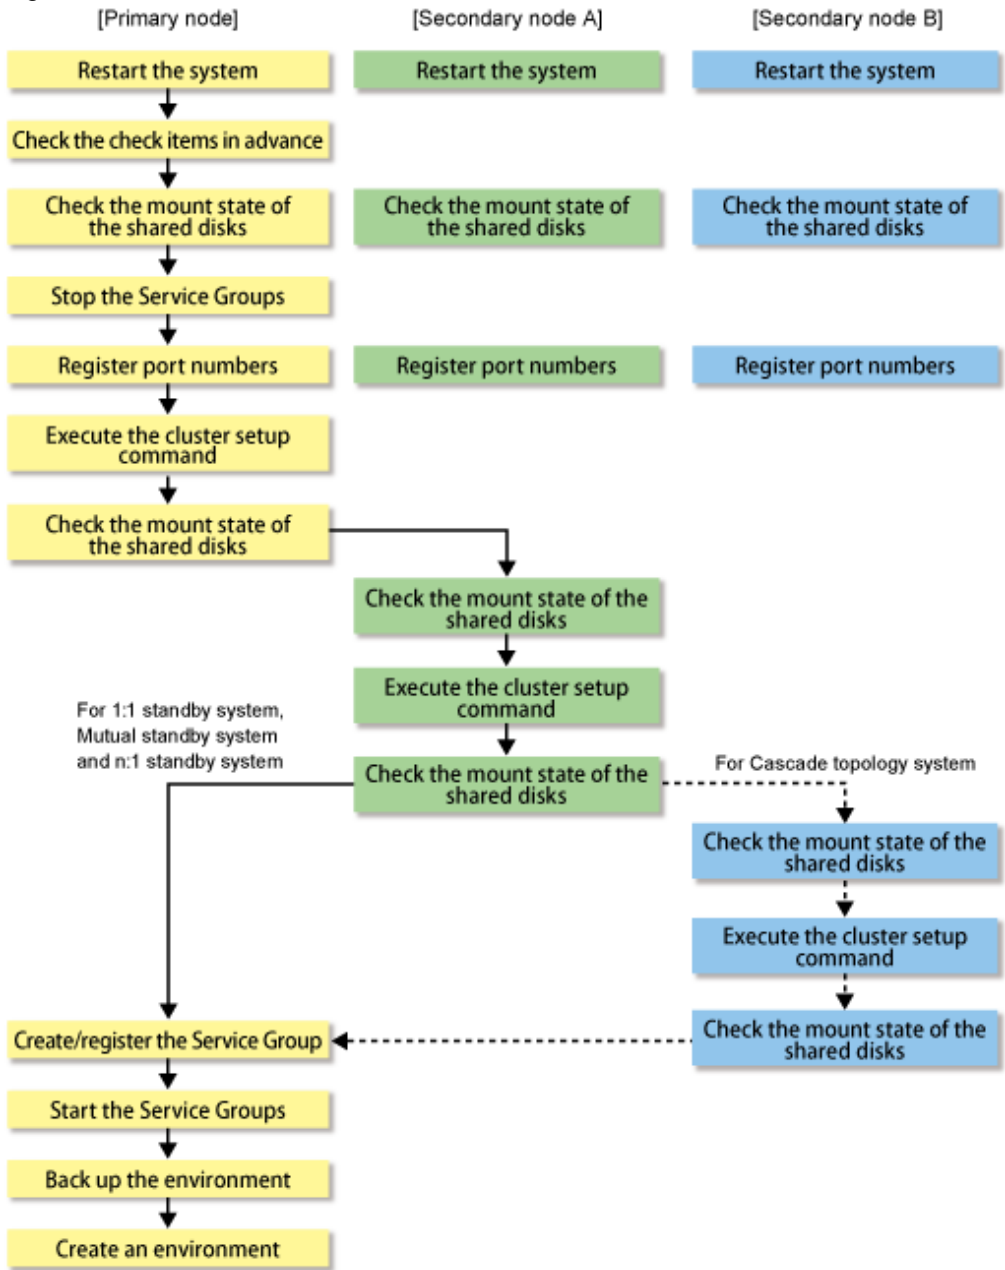 [Primary node]
[Secondary node A]
[Secondary node B]
Restart the system
Restart the system
Restart the system
Check the check items in advance
Check the mount state of
the shared disks
Check the mount state of
the shared disks
Check the mount state of
the shared disks
Stop the Service Groups
Register port numbers
Register port numbers
Register port numbers
Execute the cluster setup
command
Check the mount state of
the shared disks
Check the mount state of the
shared disks
Execute the cluster setup
command
For 1:1 standby system,
Mutual standby system
and n:1 standby system
Check the mount state of the
shared disks
For Cascade topology system
Check the mount state of the
shared disks
Execute the cluster setup
command
Check the mount state of the
shared disks
Create/register the Service Group
Start the Service Groups
Back up the environment
Create an environment